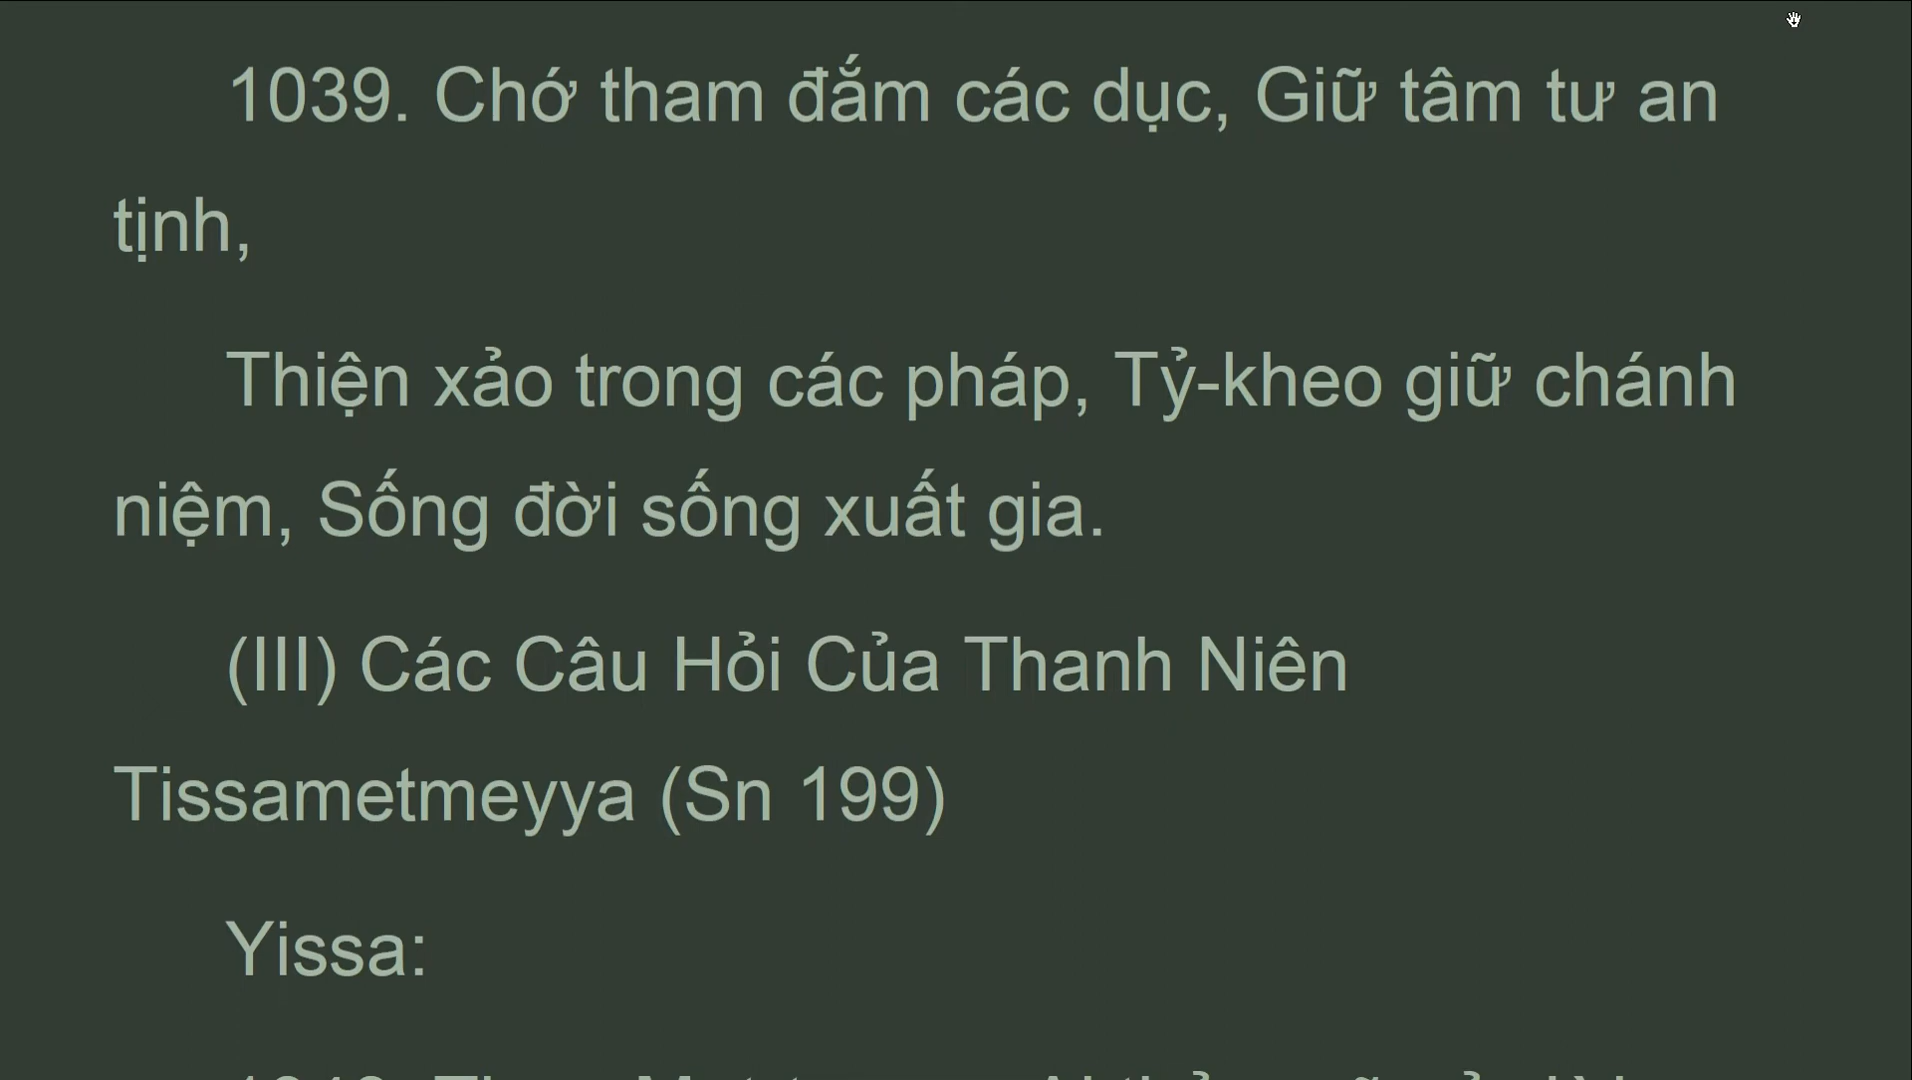 1039. Chớ tham đắm các dục, Giữ tâm tư an
tịnh,
Thiện xảo trong các pháp, Tỷ-kheo giữ chánh
niệm, Sống đời sống xuất gia.
(III) Các Câu Hỏi Của Thanh Niên
Tissametmeyya (Sn 199)
Yissa: